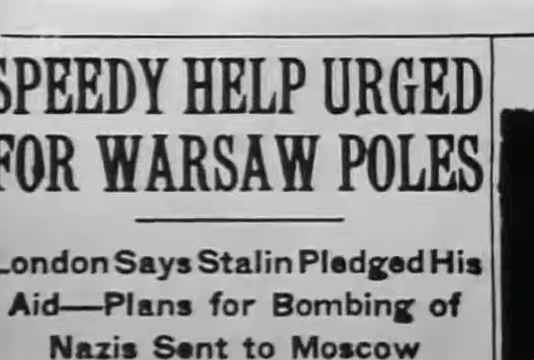 SPEEDY HELP URGED
FOR WARSAW POLES
London Says Stalin Pledged His
Aid—Plans for Bombing of
Nazis Sent to Moscow